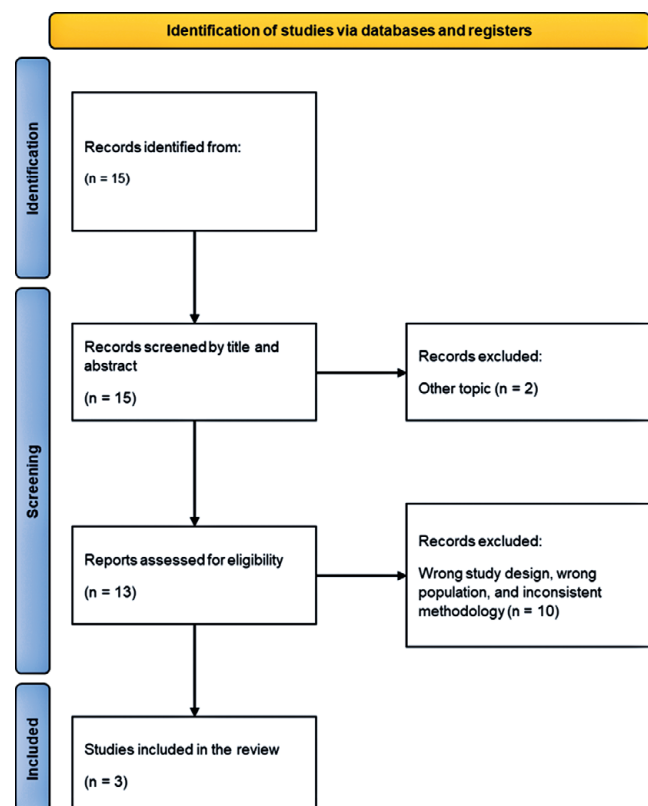 Identification of studies via databases and registers
Identification
Records identified from:
(n = 15)
Screening
Records screened by title and
abstract
(n = 15)
Records excluded:
Other topic (n = 2)
Reports assessed for eligibility
(n = 13)
Records excluded:
Wrong study design, wrong
population, and inconsistent
methodology (n = 10)
Included
Studies included in the review
(n = 3)